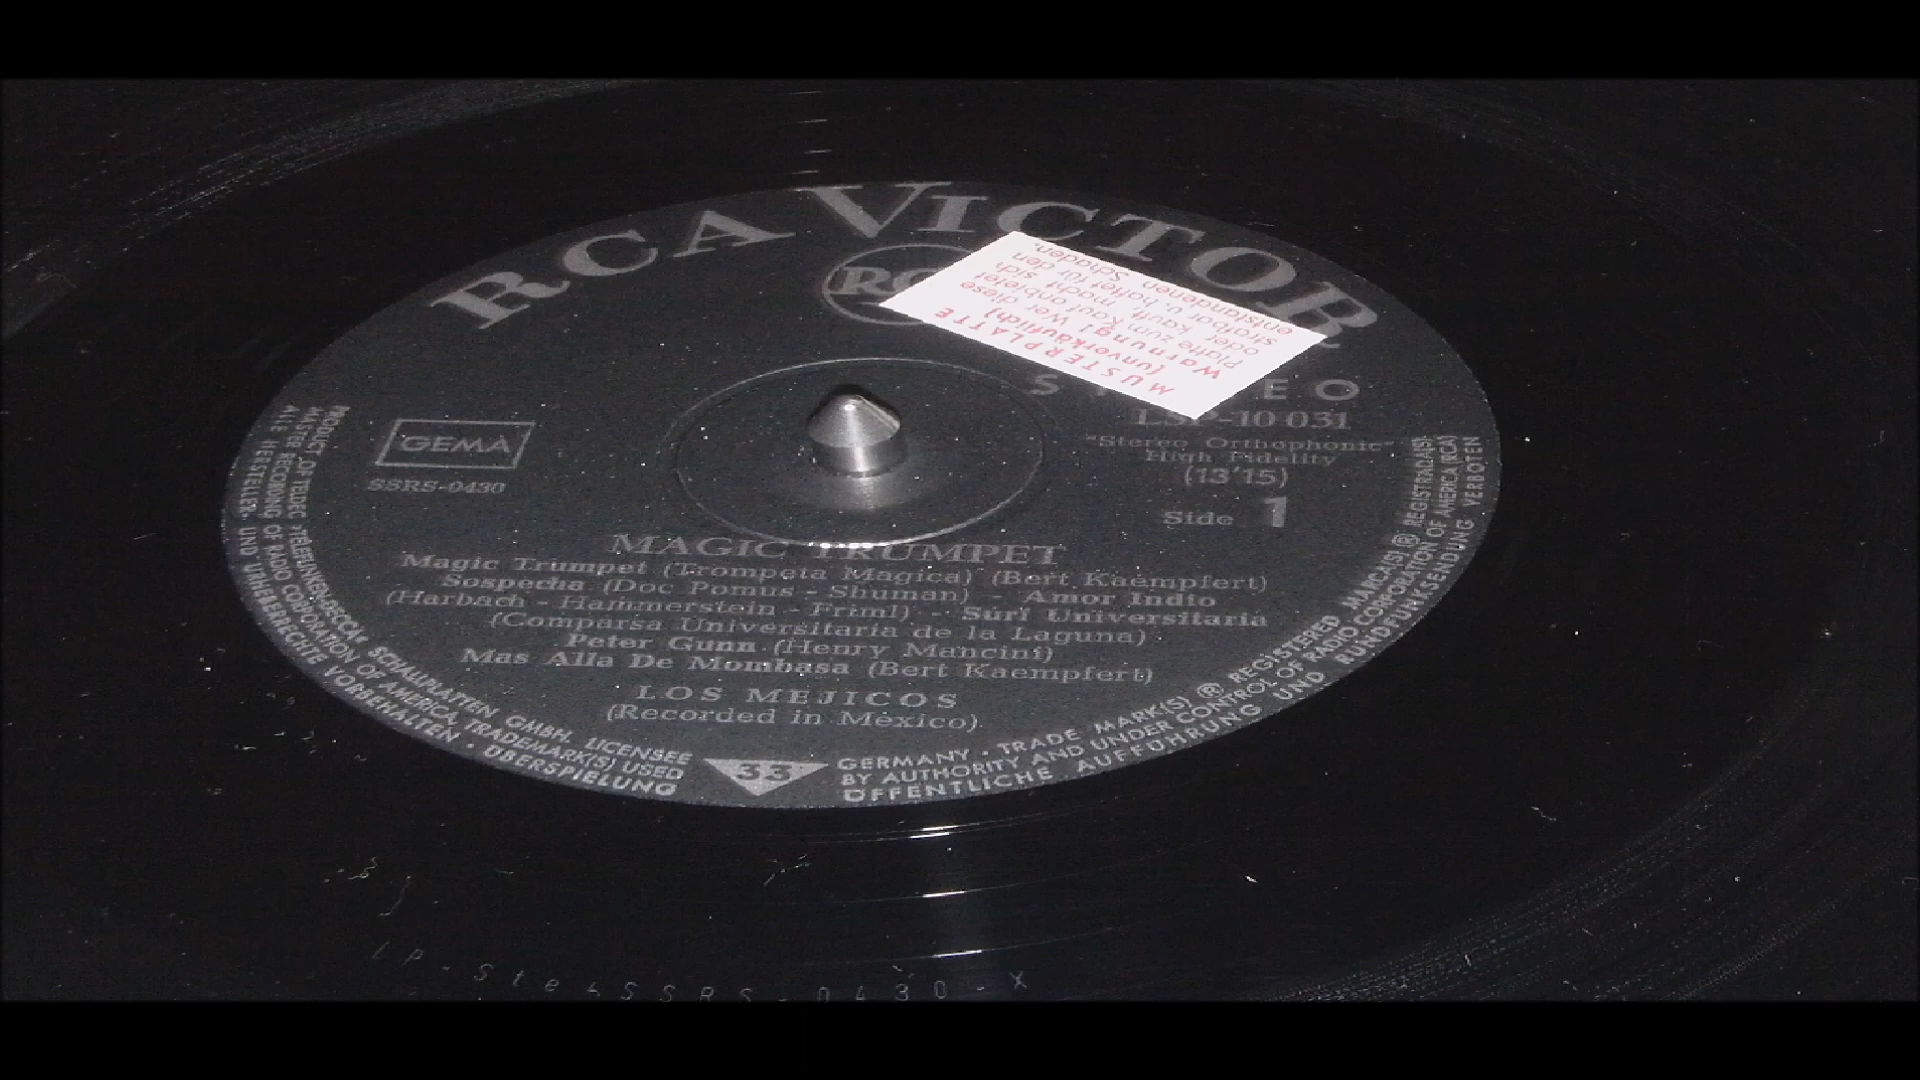 RCA VICTOR
MUSTERPLATTE
(unverkäuflich)
Warnung! Wer diese
Platte zum Kauf anbietet
oder kauft, macht sich
strafbar u. haftet für den
entstandenen Schaden.
LSP-10 031
"Stereo Orthophonic"
High Fidelity
(13'15)
Side 1
GEMA
SSRS-0430
MAGIC TRUMPET
Magic Trumpet (Trompeta Magica) (Bert Kaempfert)
Sospecha (Doc Pomus - Shuman) - Amor Indio
(Harbach - Hammerstein - Friml) - Surf Universitaria
(Comparsa Universitaria de la Laguna)
Peter Gunn (Henry Mancini)
Mas Alla De Mombasa (Bert Kaempfert)
LOS MEJICOS
(Recorded in México)
33
PRODUCT OF TELDEC »TELEFUNKEN-DECCA« SCHALLPLATTEN GMBH, LICENSEE GERMANY · TRADE MARK(S) ® REGISTERED MARCA(S) ® REGISTRADA(S)
MASTER RECORDING OF RADIO CORPORATION OF AMERICA, TRADEMARK(S) USED BY AUTHORITY AND UNDER CONTROL OF RADIO CORPORATION OF AMERICA (RCA)
ALLE HERSTELLER- UND URHEBERRECHTE VORBEHALTEN · ÜBERSPIELUNG ÖFFENTLICHE AUFFÜHRUNG UND RUNDFUNKSENDUNG VERBOTEN
SSRS-0430-X